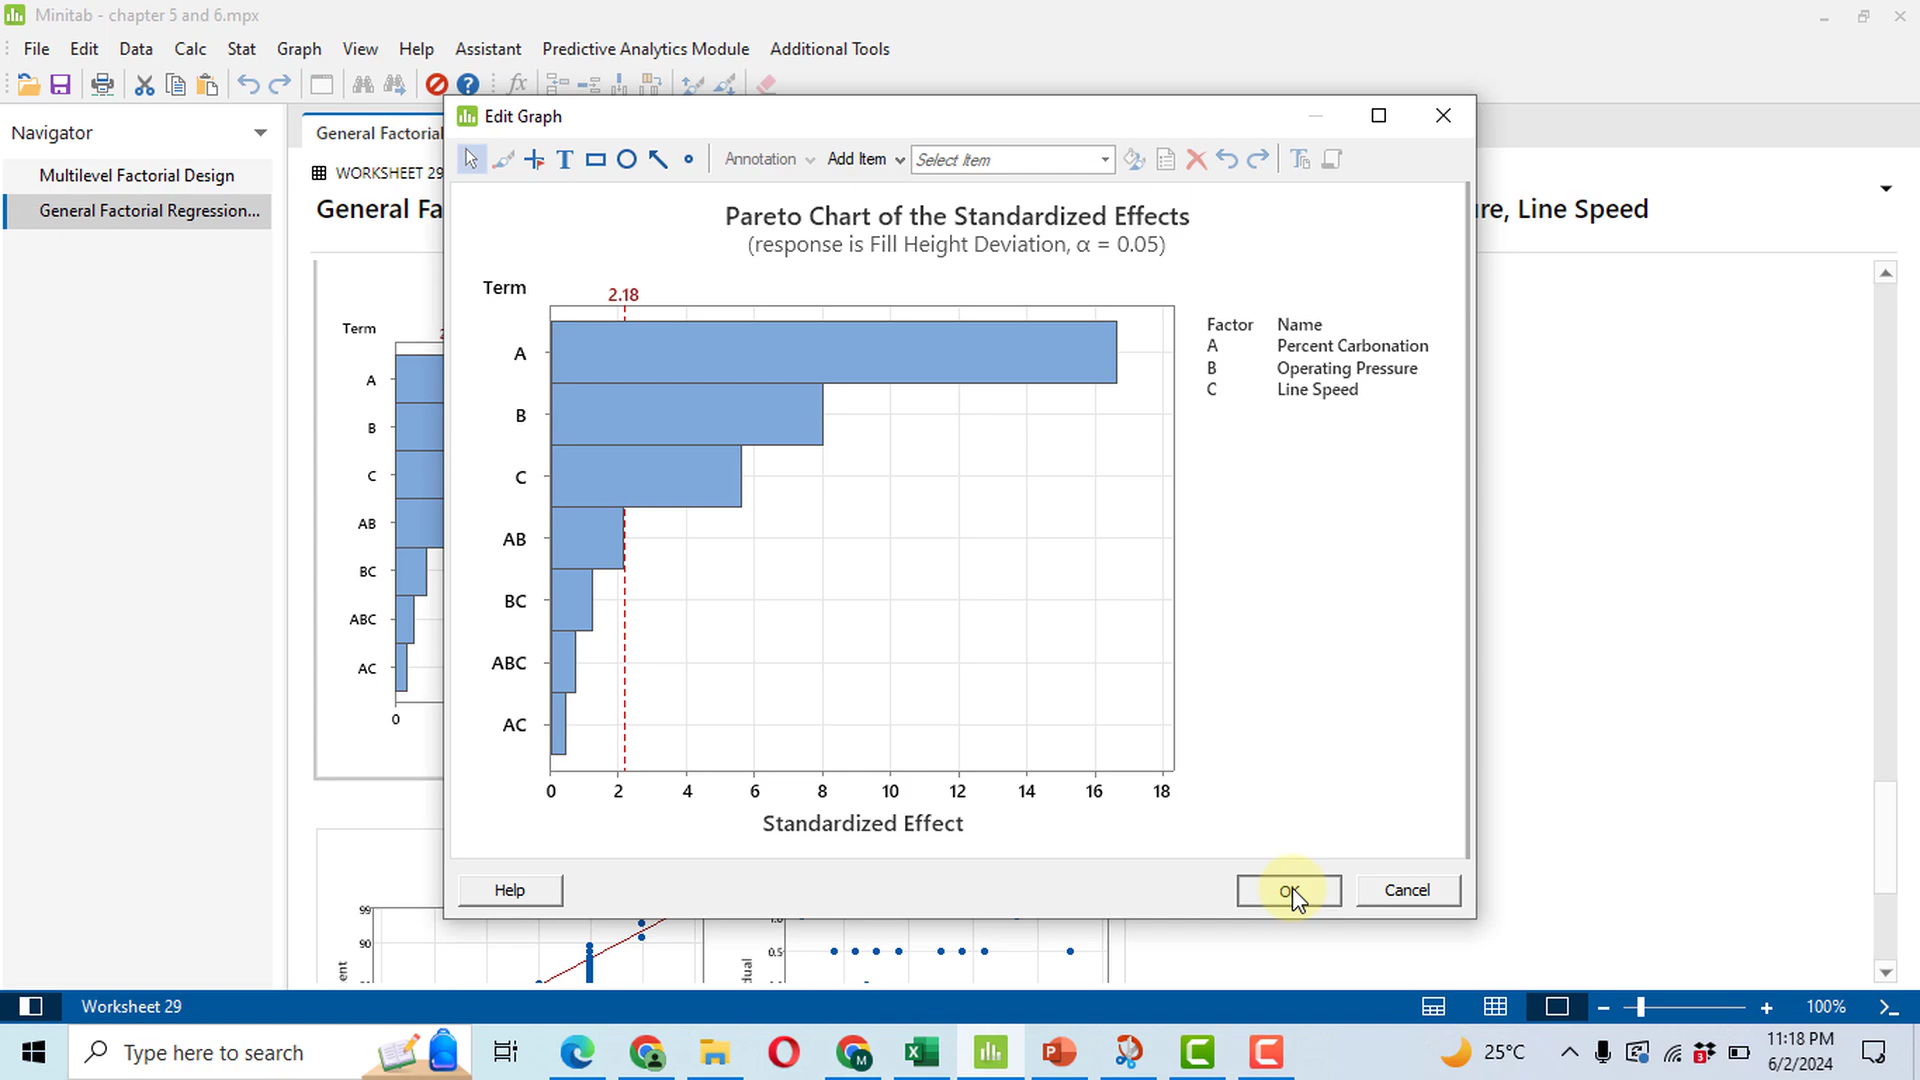 Minitab - chapter 5 and 6.mpx
File Edit Data Calc Stat Graph View Help Assistant Predictive Analytics Module Additional Tools
Navigator
Multilevel Factorial Design
General Factorial Regression...
General Factorial
WORKSHEET 29
General Fa
re, Line Speed
Term
A
B
C
AB
BC
ABC
AC
0
Edit Graph
Annotation Add Item Select Item
Pareto Chart of the Standardized Effects
(response is Fill Height Deviation, α = 0.05)
Term
2.18
A
B
C
AB
BC
ABC
AC
0 2 4 6 8 10 12 14 16 18
Standardized Effect
Factor Name
A Percent Carbonation
B Operating Pressure
C Line Speed
Help OK Cancel
99
90
ent
0.5
dual
Worksheet 29
100%
Type here to search
25°C
11:18 PM
6/2/2024